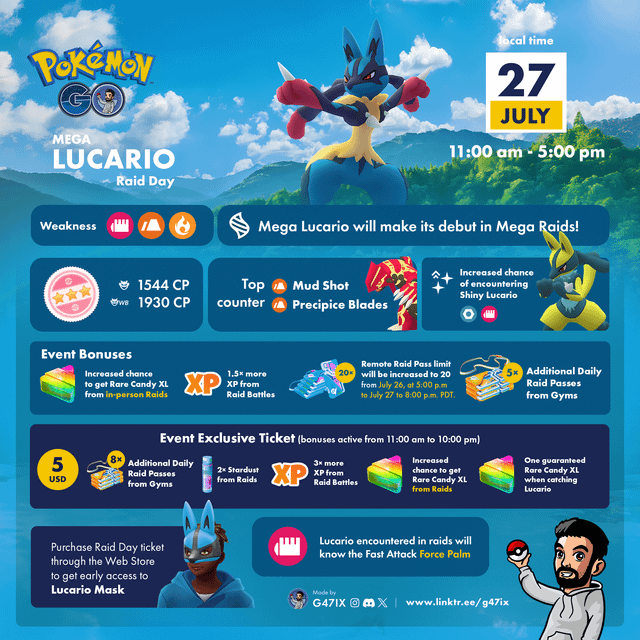 local time
POKÉMON
GO
27
JULY
MEGA
LUCARIO
Raid Day
11:00 am - 5:00 pm
Weakness
Mega Lucario will make its debut in Mega Raids!
1544 CP
WB 1930 CP
Top
counter
Mud Shot
Precipice Blades
Increased chance
of encountering
Shiny Lucario
Event Bonuses
Increased chance
to get Rare Candy XL
from in-person Raids
XP
1.5× more
XP from
Raid Battles
20×
Remote Raid Pass limit
will be increased to 20
from July 26, at 5:00 pm
to July 27 to 8:00 p.m. PDT.
5×
Additional Daily
Raid Passes
from Gyms
Event Exclusive Ticket (bonuses active from 11:00 am to 10:00 pm)
5
USD
8×
Additional Daily
Raid Passes
from Gyms
2× Stardust
from Raids
XP
3× more
XP from
Raid Battles
Increased
chance to get
Rare Candy XL
from Raids
One guaranteed
Rare Candy XL
when catching
Lucario
Purchase Raid Day ticket
through the Web Store
to get early access to
Lucario Mask
Lucario encountered in raids will
know the Fast Attack Force Palm
Made by
G47IX
www.linktr.ee/g47ix